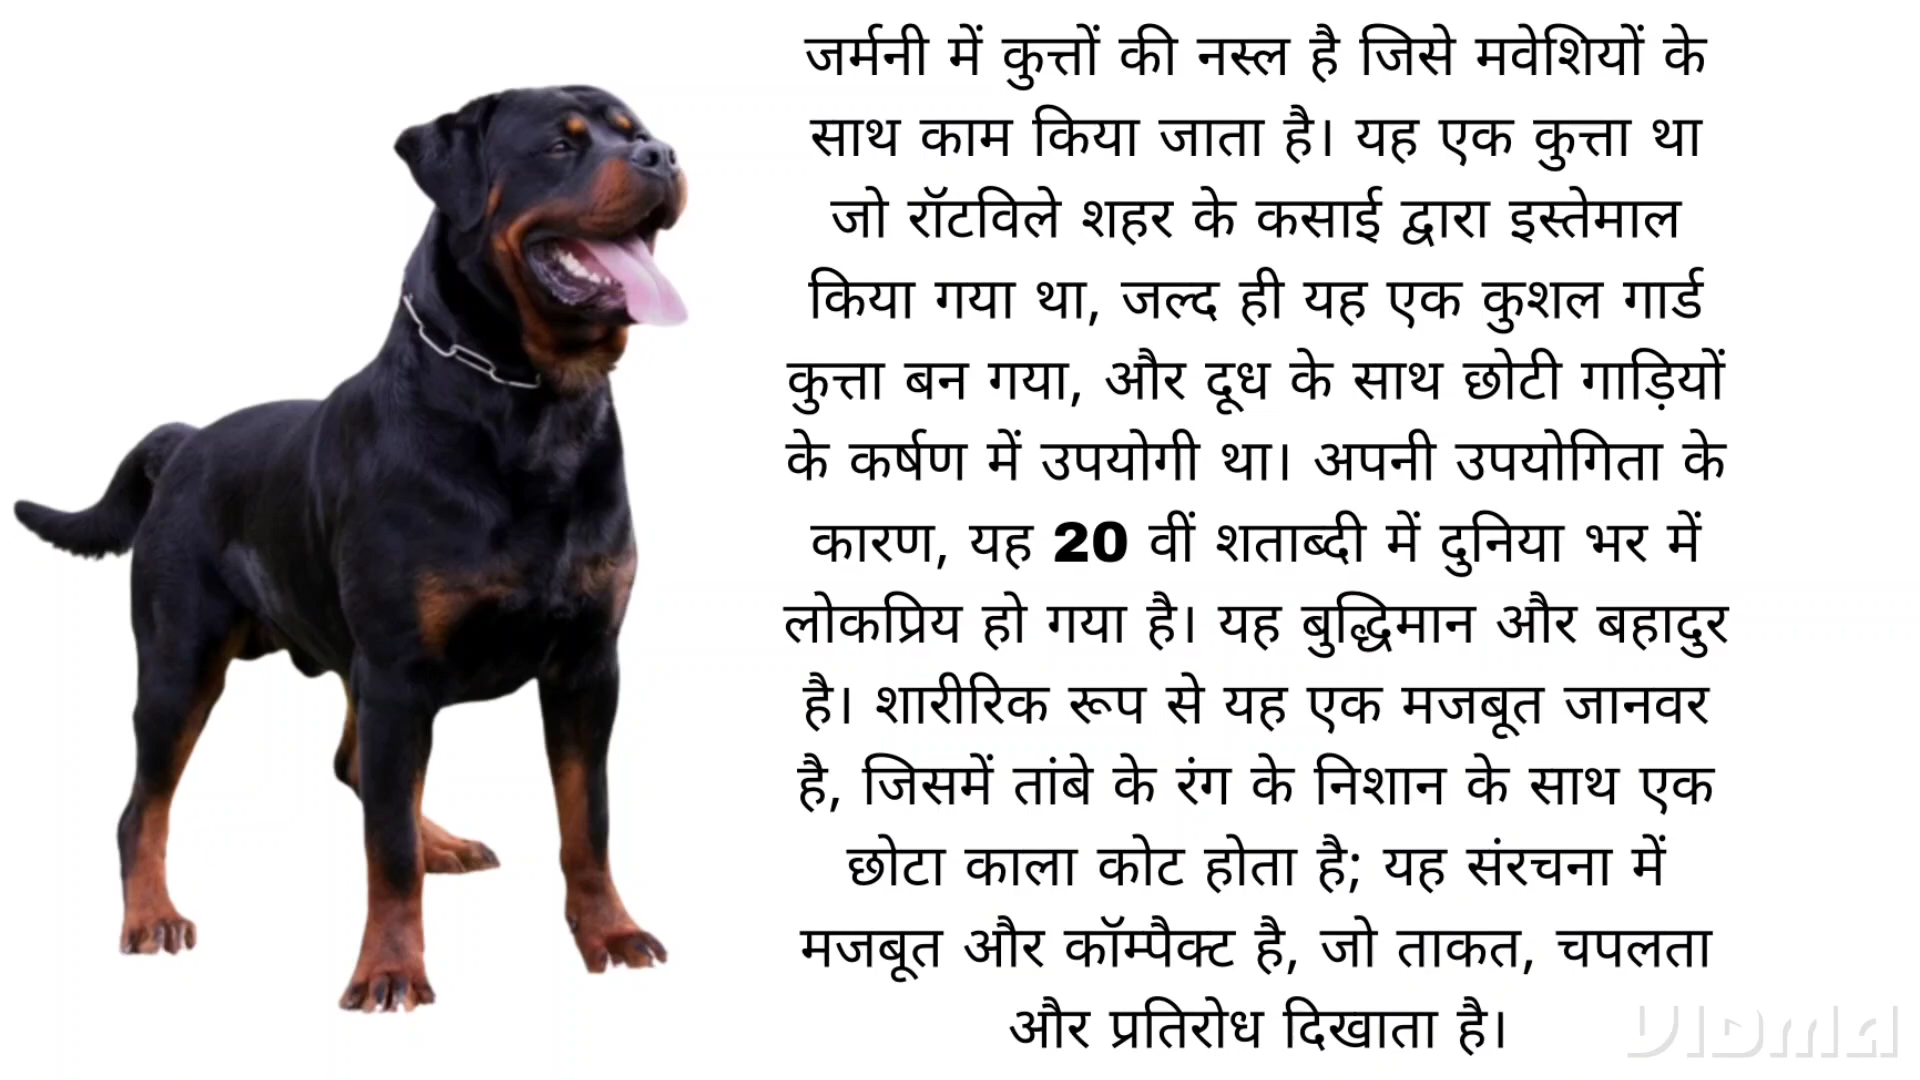 जर्मनी में कुत्तों की नस्ल है जिसे मवेशियों के
साथ काम किया जाता है। यह एक कुत्ता था
जो रॉटविले शहर के कसाई द्वारा इस्तेमाल
किया गया था, जल्द ही यह एक कुशल गार्ड
कुत्ता बन गया, और दूध के साथ छोटी गाड़ियों
के कर्षण में उपयोगी था। अपनी उपयोगिता के
कारण, यह 20 वीं शताब्दी में दुनिया भर में
लोकप्रिय हो गया है। यह बुद्धिमान और बहादुर
है। शारीरिक रूप से यह एक मजबूत जानवर
है, जिसमें तांबे के रंग के निशान के साथ एक
छोटा काला कोट होता है; यह संरचना में
मजबूत और कॉम्पैक्ट है, जो ताकत, चपलता
और प्रतिरोध दिखाता है।
VIDMA